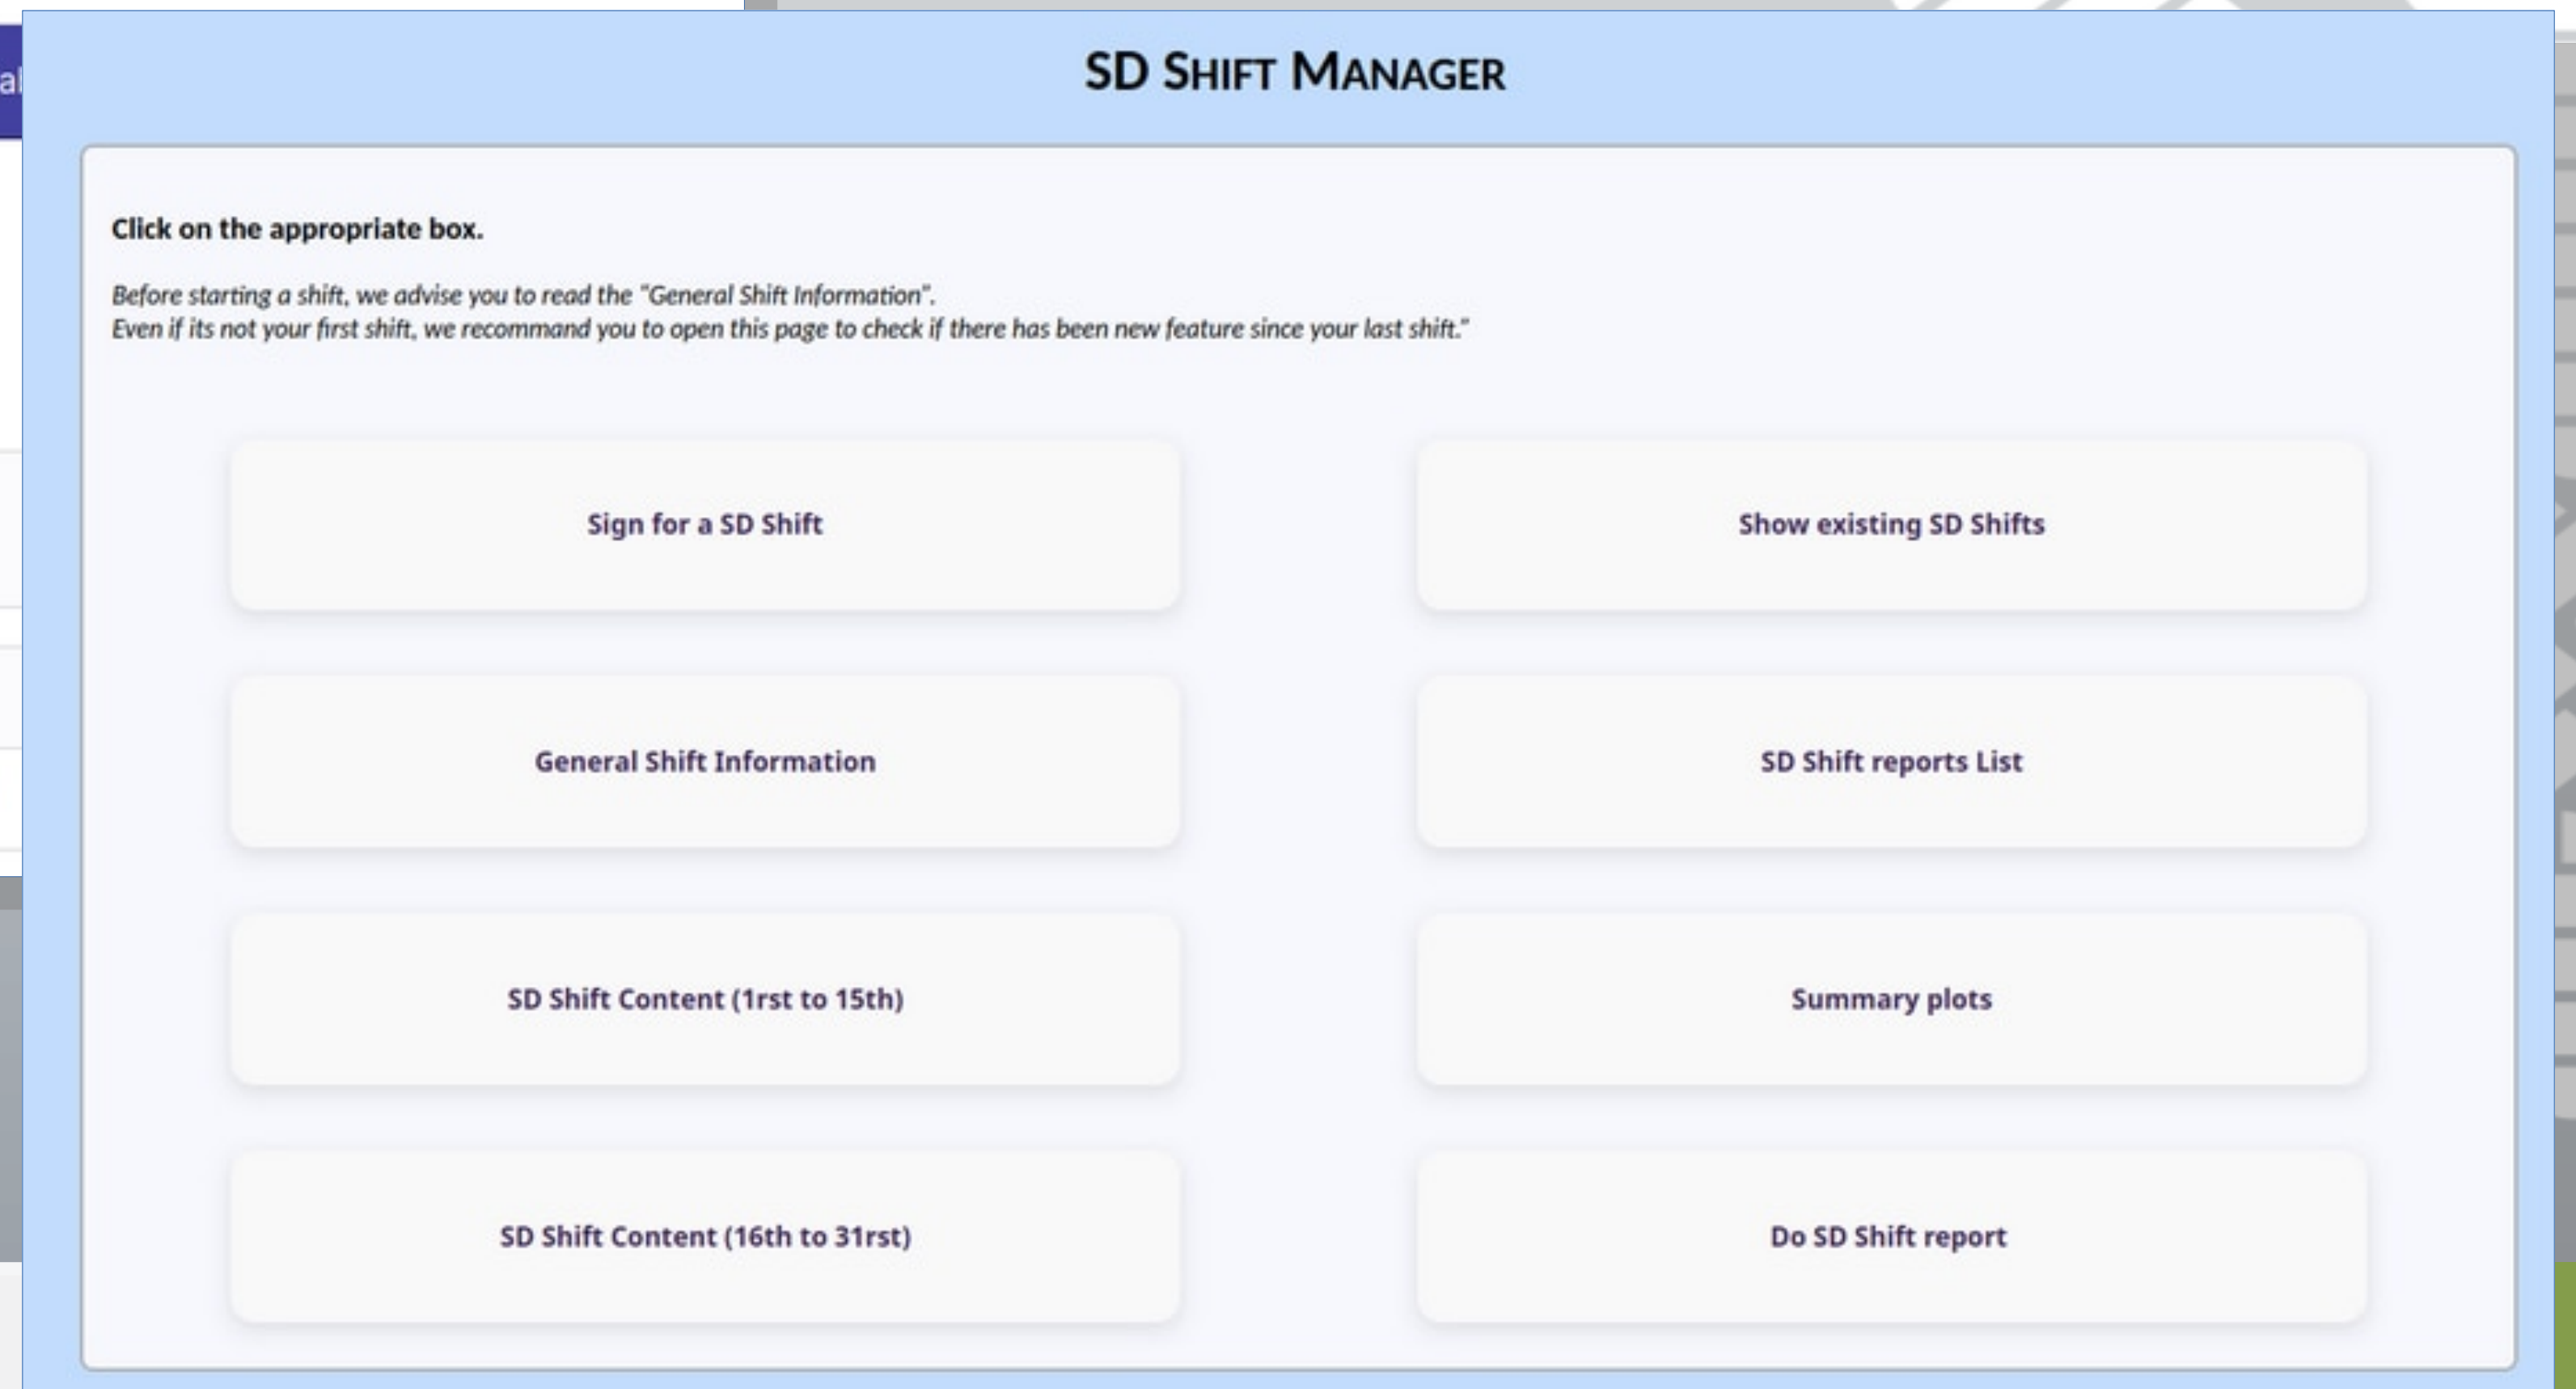 al
SD SHIFT MANAGER
Click on the appropriate box.
Before starting a shift, we advise you to read the "General Shift Information".
Even if its not your first shift, we recommand you to open this page to check if there has been new feature since your last shift."
Sign for a SD Shift
Show existing SD Shifts
General Shift Information
SD Shift reports List
SD Shift Content (1rst to 15th)
Summary plots
SD Shift Content (16th to 31rst)
Do SD Shift report